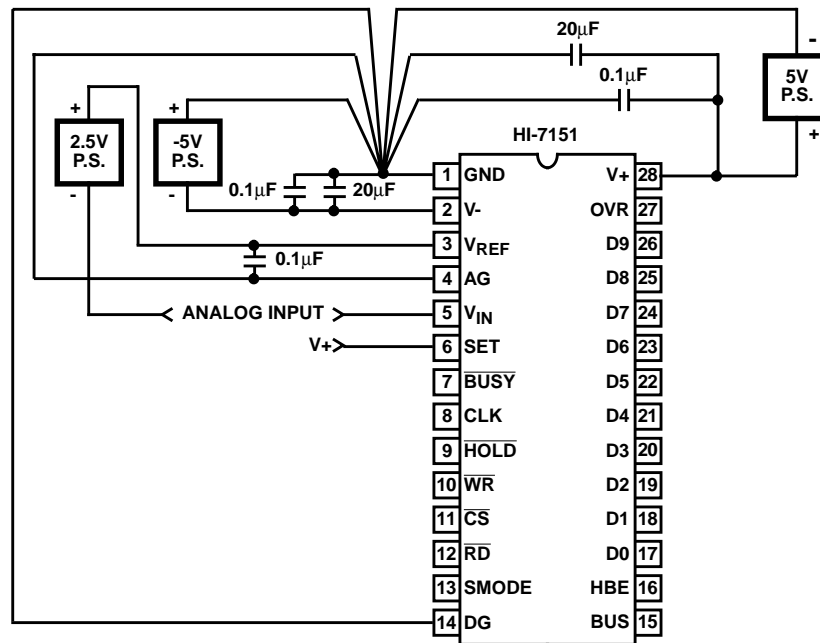 20μF
-
0.1μF
5V
P.S.
+
+
2.5V
P.S.
-
+
-5V
P.S.
-
HI-7151
0.1μF
20μF
1 GND
V+ 28
2 V-
OVR 27
3 VREF
D9 26
0.1μF
4 AG
D8 25
ANALOG INPUT
5 VIN
D7 24
V+
6 SET
D6 23
7 BUSY
D5 22
8 CLK
D4 21
9 HOLD
D3 20
10 WR
D2 19
11 CS
D1 18
12 RD
D0 17
13 SMODE
HBE 16
14 DG
BUS 15